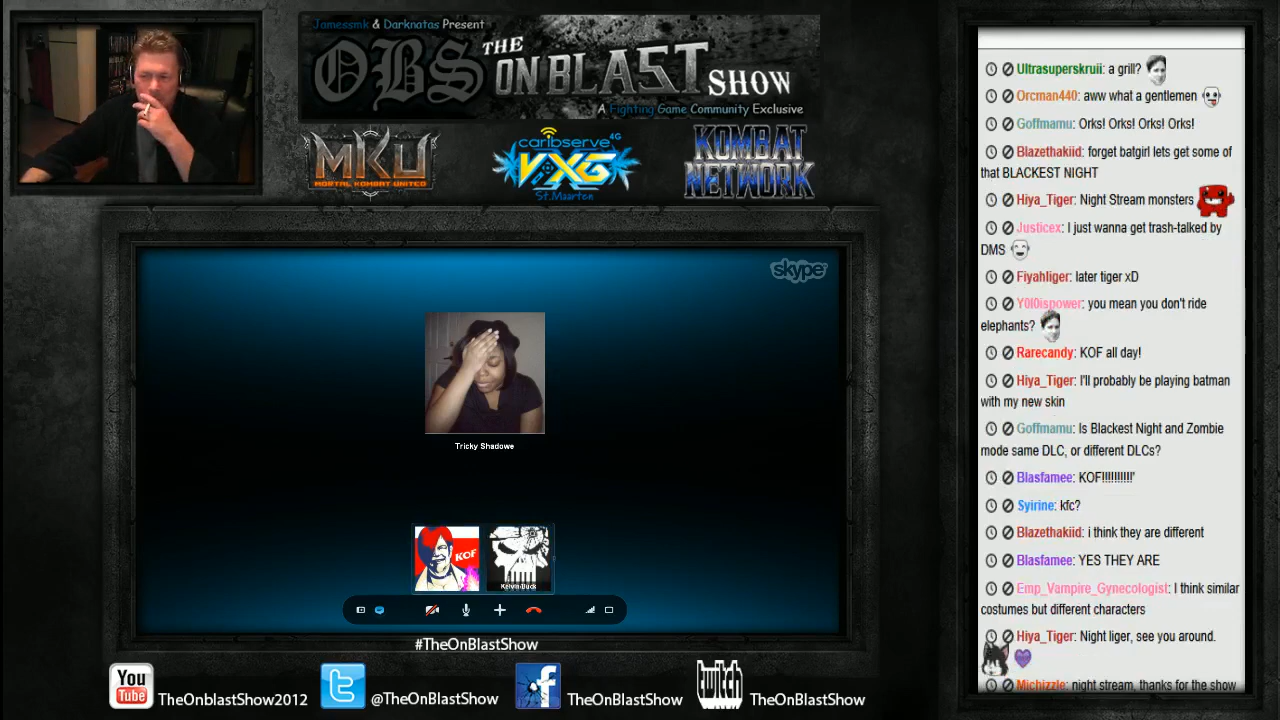 Jamessmk & Darknatas Present
OBS THE ON BLAST SHOW
A Fighting Game Community Exclusive
MKU
MORTAL KOMBAT UNITED
caribserve 4G
VXG
St.Maarten
KOMBAT
NETWORK
skype
Tricky Shadowe
KOF
Kelvin Buck
#TheOnBlastShow
You
Tube
TheOnblastShow2012
@TheOnBlastShow
TheOnBlastShow
twitch
TheOnBlastShow
Ultrasuperskruii: a grill?
Orcman440: aww what a gentlemen
Goffmamu: Orks! Orks! Orks! Orks!
Blazethakiid: forget batgirl lets get some of
that BLACKEST NIGHT
Hiya_Tiger: Night Stream monsters
Justicex: I just wanna get trash-talked by
DMS
Fiyahliger: later tiger xD
Y0l0ispower: you mean you don't ride
elephants?
Rarecandy: KOF all day!
Hiya_Tiger: I'll probably be playing batman
with my new skin
Goffmamu: Is Blackest Night and Zombie
mode same DLC, or different DLCs?
Blasfamee: KOF!!!!!!!!!!'
Syirine: kfc?
Blazethakiid: i think they are different
Blasfamee: YES THEY ARE
Emp_Vampire_Gynecologist: I think similar
costumes but different characters
Hiya_Tiger: Night liger, see you around.
Michizzle: night stream, thanks for the show